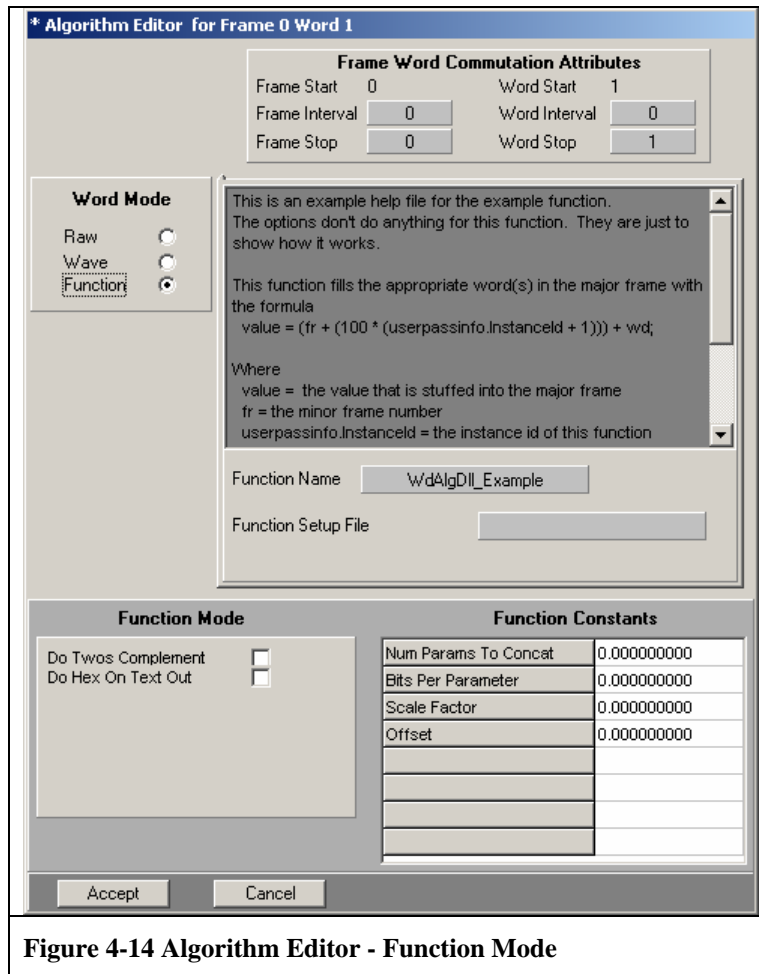 * Algorithm Editor for Frame 0 Word 1
Frame Word Commutation Attributes
Frame Start 0 Word Start 1
Frame Interval 0 Word Interval 0
Frame Stop 0 Word Stop 1
Word Mode
Raw
Wave
Function
This is an example help file for the example function.
The options don't do anything for this function. They are just to
show how it works.
This function fills the appropriate word(s) in the major frame with
the formula
value = (fr + (100 * (userpassinfo.InstanceId + 1))) + wd;
Where
value = the value that is stuffed into the major frame
fr = the minor frame number
userpassinfo.InstanceId = the instance id of this function
Function Name WdAlgDll_Example
Function Setup File
Function Mode
Do Twos Complement
Do Hex On Text Out
Function Constants
Num Params To Concat 0.000000000
Bits Per Parameter 0.000000000
Scale Factor 0.000000000
Offset 0.000000000
Accept Cancel
Figure 4-14 Algorithm Editor - Function Mode